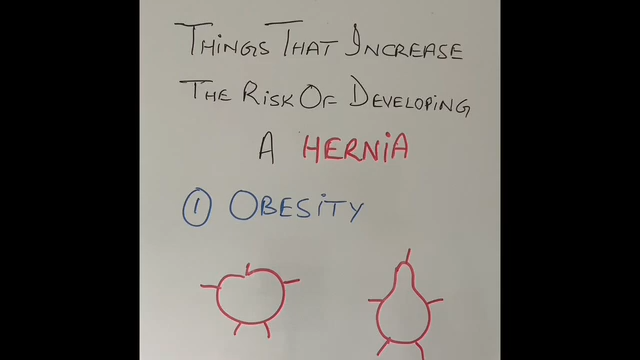 THINGS THAT INCREASE
THE RISK OF DEVELOPING
A HERNIA
① OBESITY